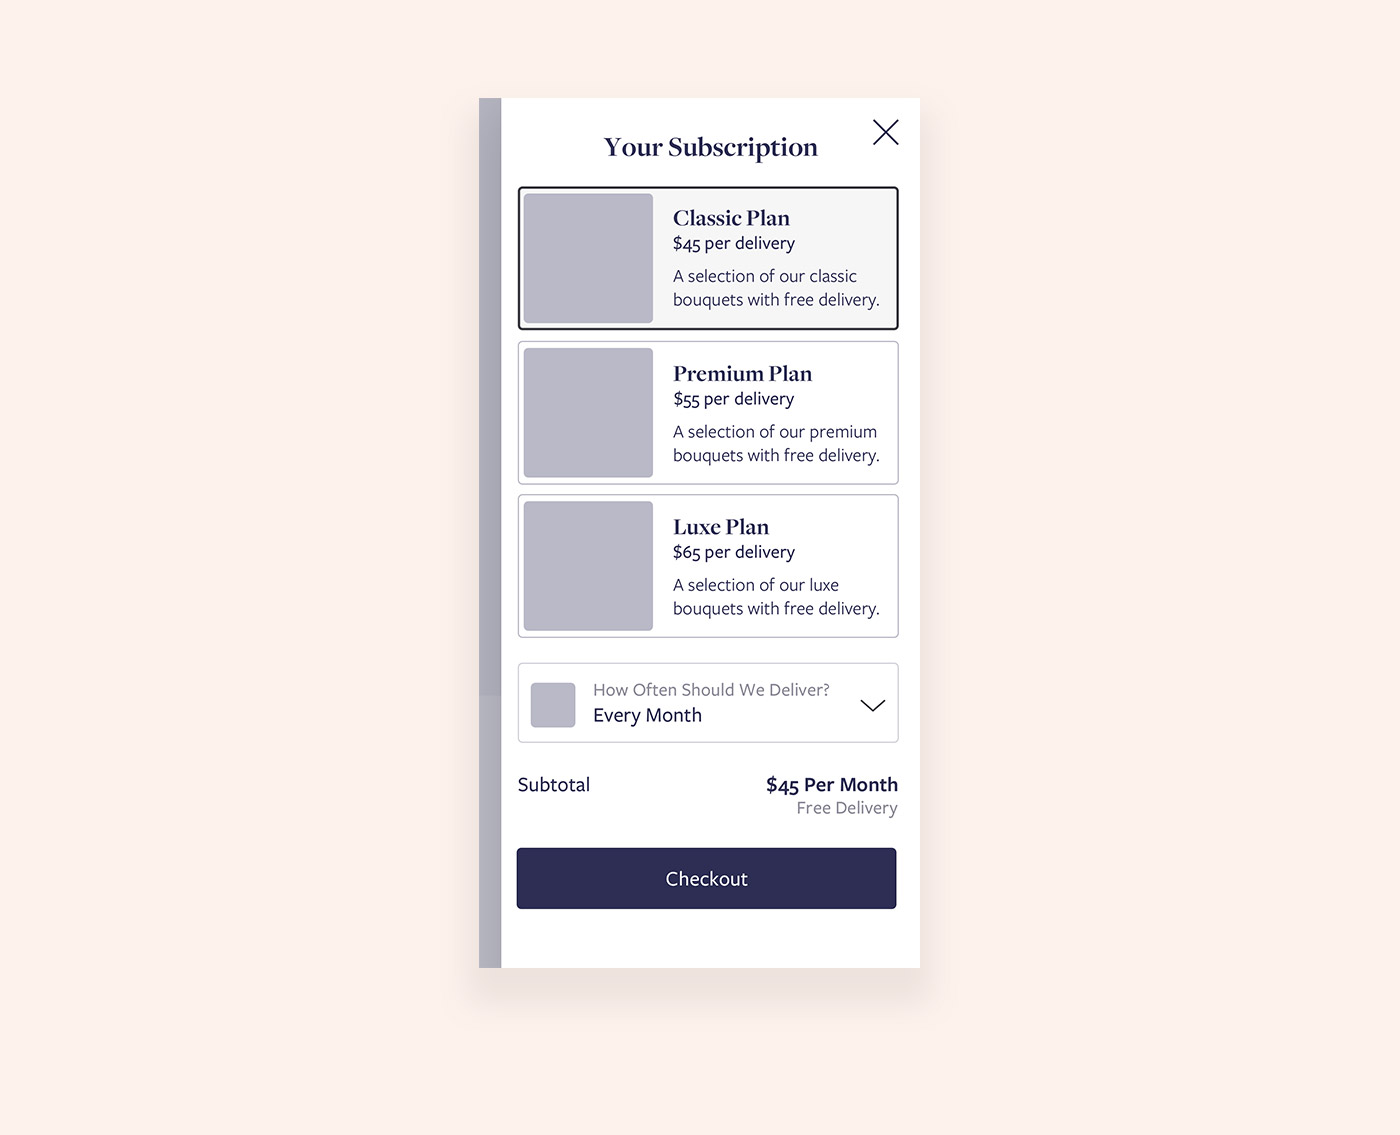 Your Subscription
Classic Plan
$45 per delivery
A selection of our classic
bouquets with free delivery.
Premium Plan
$55 per delivery
A selection of our premium
bouquets with free delivery.
Luxe Plan
$65 per delivery
A selection of our luxe
bouquets with free delivery.
How Often Should We Deliver?
Every Month
Subtotal
$45 Per Month
Free Delivery
Checkout